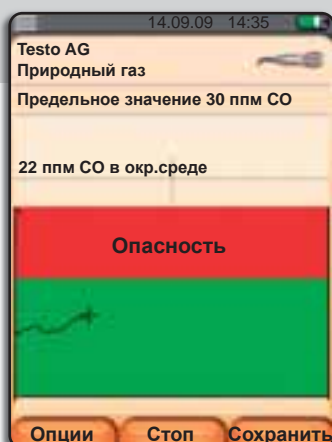 14.09.09 14:35
Testo AG
Природный газ
Предельное значение 30 ппм CO
22 ппм CO в окр.среде
Опасность
Опции Стоп Сохранить